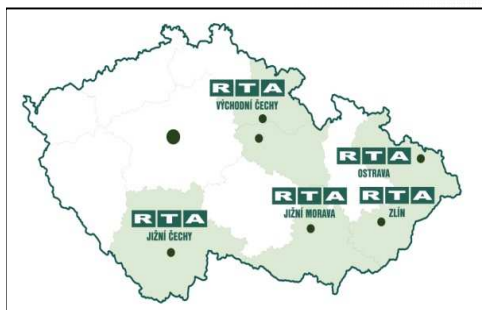 RTA
VÝCHODNÍ ČECHY
RTA
OSTRAVA
RTA
JIŽNÍ MORAVA
RTA
ZLÍN
RTA
JIŽNÍ ČECHY